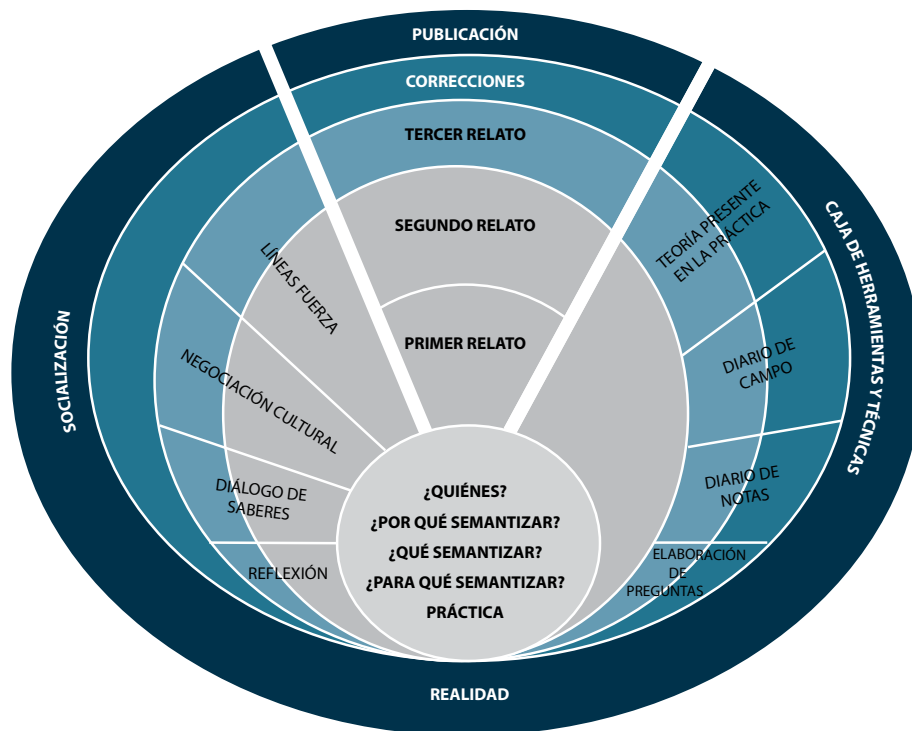 PUBLICACIÓN
CORRECCIONES
TERCER RELATO
SEGUNDO RELATO
PRIMER RELATO
SOCIALIZACIÓN
LÍNEAS FUERZA
NEGOCIACIÓN CULTURAL
DIÁLOGO DE
SABERES
REFLEXIÓN
¿QUIÉNES?
¿POR QUÉ SEMANTIZAR?
¿QUÉ SEMANTIZAR?
¿PARA QUÉ SEMANTIZAR?
PRÁCTICA
TEORÍA PRESENTE
EN LA PRÁCTICA
DIARIO DE
CAMPO
DIARIO DE
NOTAS
ELABORACIÓN
DE
PREGUNTAS
CAJA DE HERRAMIENTAS Y TÉCNICAS
REALIDAD